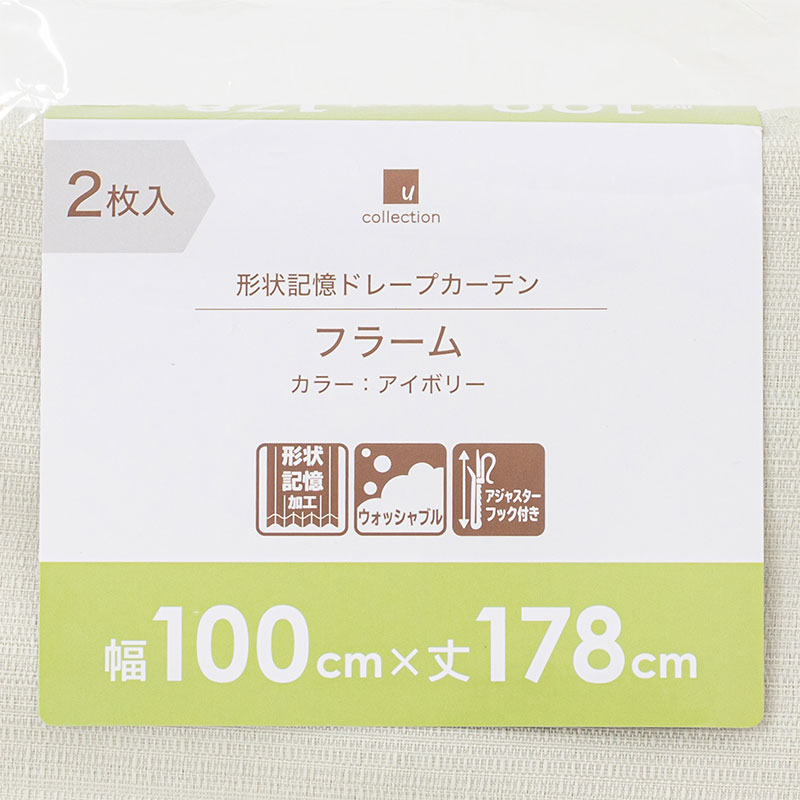 2枚入
u
collection
形状記憶ドレープカーテン
フラーム
カラー：アイボリー
形状
記憶
加工
ウォッシャブル
アジャスター
フック付き
幅100cm×丈178cm